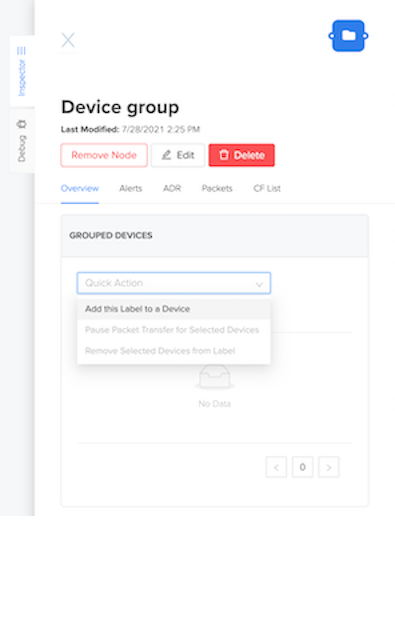 X
Inspector
Debug
Device group
Last Modified: 7/28/2021 2:25 PM
Remove Node
Edit
Delete
Overview
Alerts
ADR
Packets
CF List
GROUPED DEVICES
Quick Action
Add this Label to a Device
Pause Packet Transfer for Selected Devices
Remove Selected Devices from Label
No Data
< 0 >